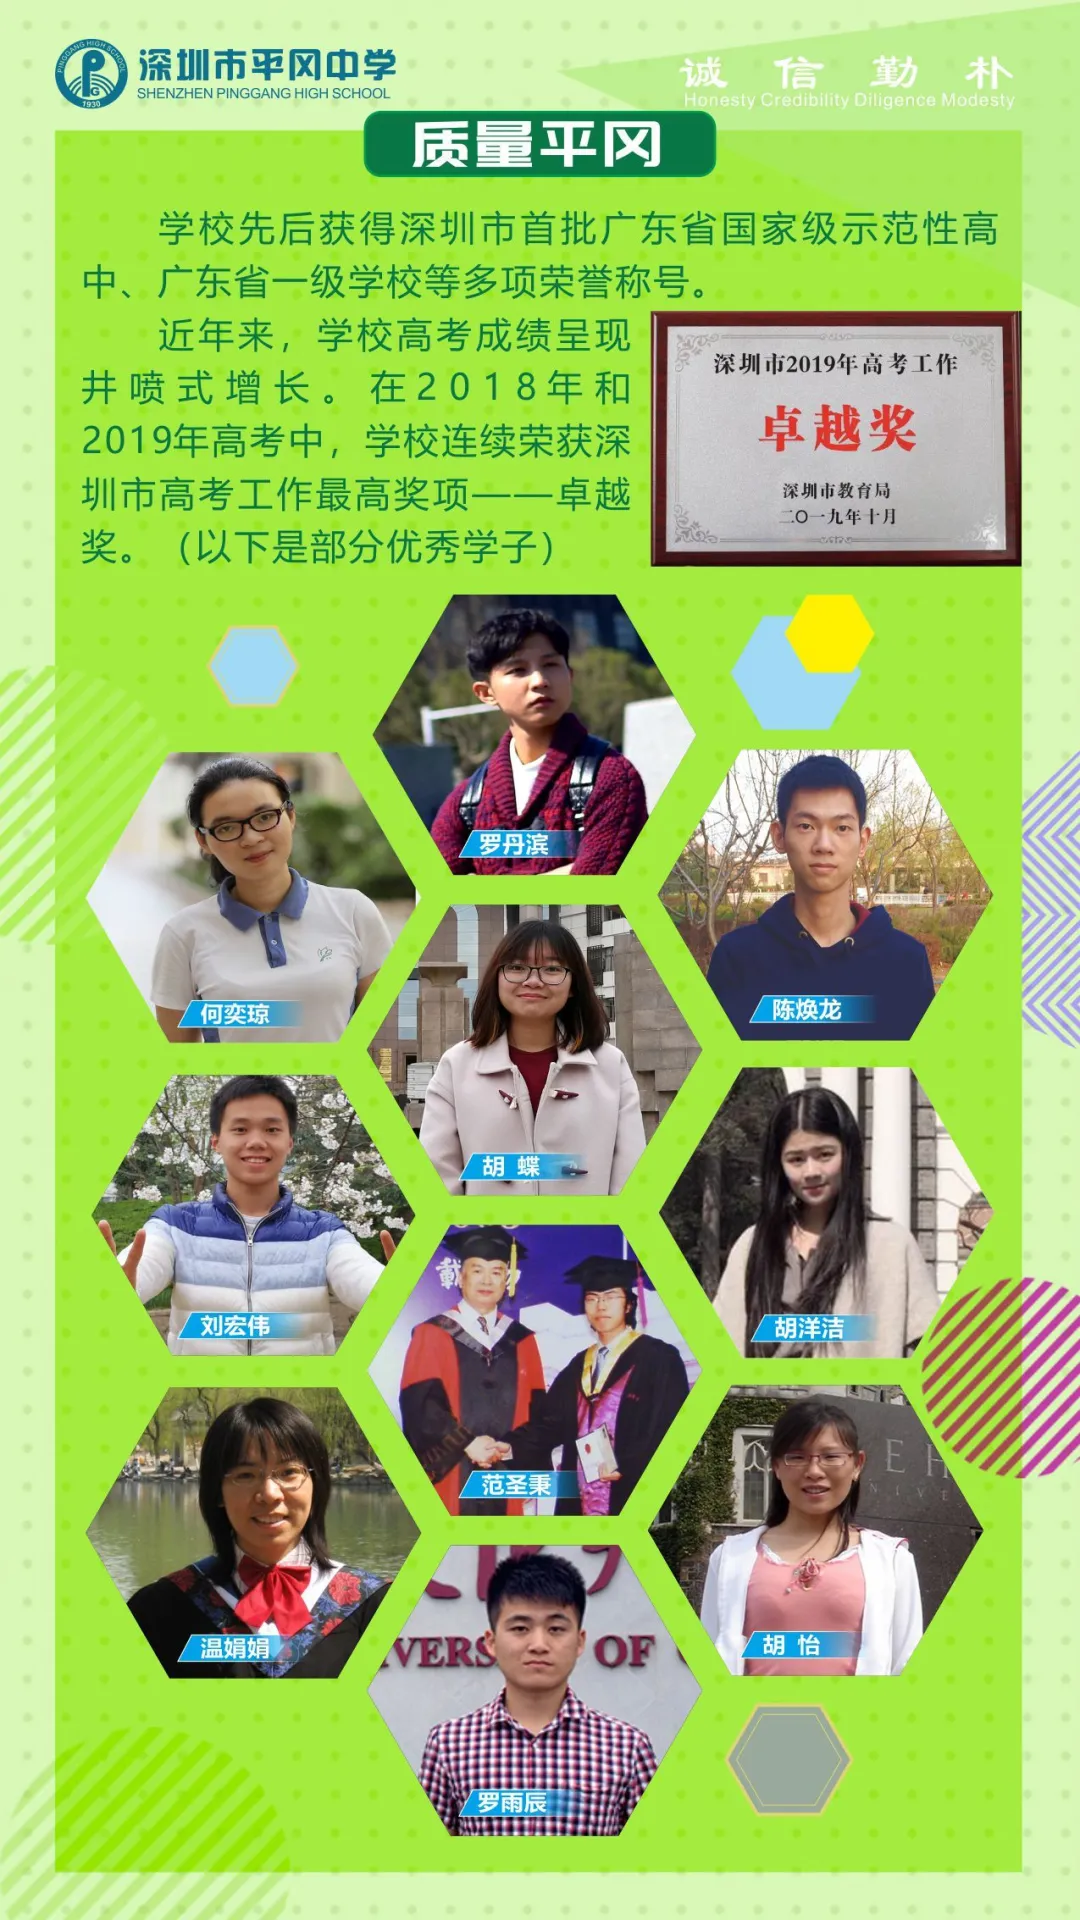 深圳市平冈中学
SHENZHEN PINGGANG HIGH SCHOOL
PINGGANG HIGH SCHOOL
1930
诚 信 勤 朴
Honesty Credibility Diligence Modesty
质量平冈
学校先后获得深圳市首批广东省国家级示范性高
中、广东省一级学校等多项荣誉称号。
近年来，学校高考成绩呈现
井喷式增长。在2018年和
2019年高考中，学校连续荣获深
圳市高考工作最高奖项——卓越
奖。（以下是部分优秀学子）
深圳市2019年高考工作
卓越奖
深圳市教育局
二〇一九年十月
罗丹滨
何奕琼
陈焕龙
胡 蝶
刘宏伟
胡洋洁
范圣秉
温娟娟
胡 怡
VERS
OF
罗雨辰